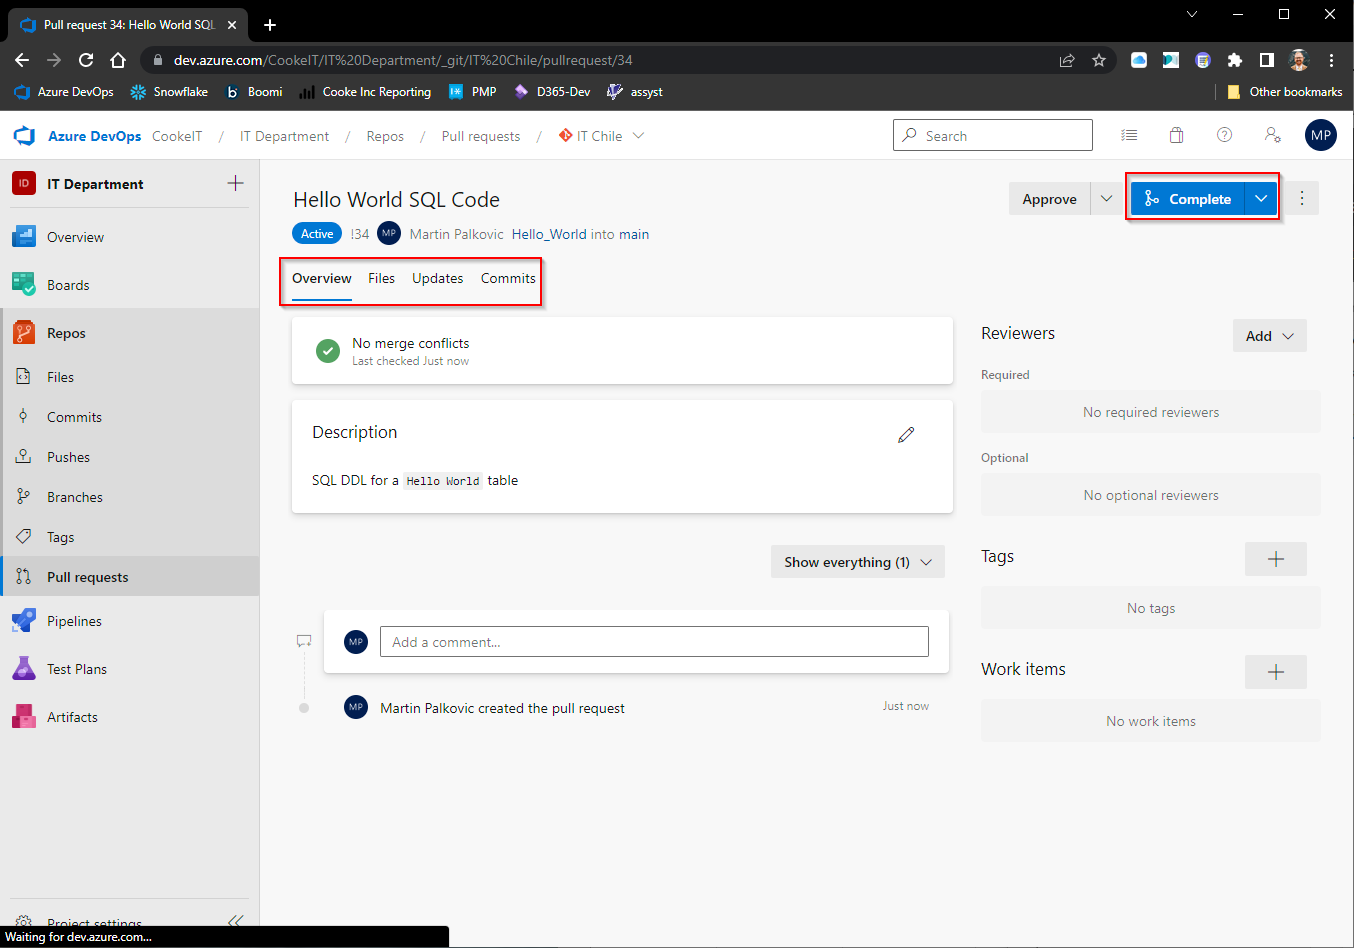 Pull request 34: Hello World SQL
dev.azure.com/CookeIT/IT%20Department/_git/IT%20Chile/pullrequest/34
Azure DevOps Snowflake b Boomi Cooke Inc Reporting PMP D365-Dev assyst Other bookmarks
Azure DevOps CookeIT / IT Department / Repos / Pull requests / IT Chile Search MP
ID IT Department
Overview
Boards
Repos
Files
Commits
Pushes
Branches
Tags
Pull requests
Pipelines
Test Plans
Artifacts
Project settings
Waiting for dev.azure.com...
Hello World SQL Code
Approve Complete
Active !34 MP Martin Palkovic Hello_World into main
Overview Files Updates Commits
No merge conflicts
Last checked Just now
Description
SQL DDL for a Hello World table
Show everything (1)
MP Add a comment...
MP Martin Palkovic created the pull request Just now
Reviewers Add
Required
No required reviewers
Optional
No optional reviewers
Tags
No tags
Work items
No work items